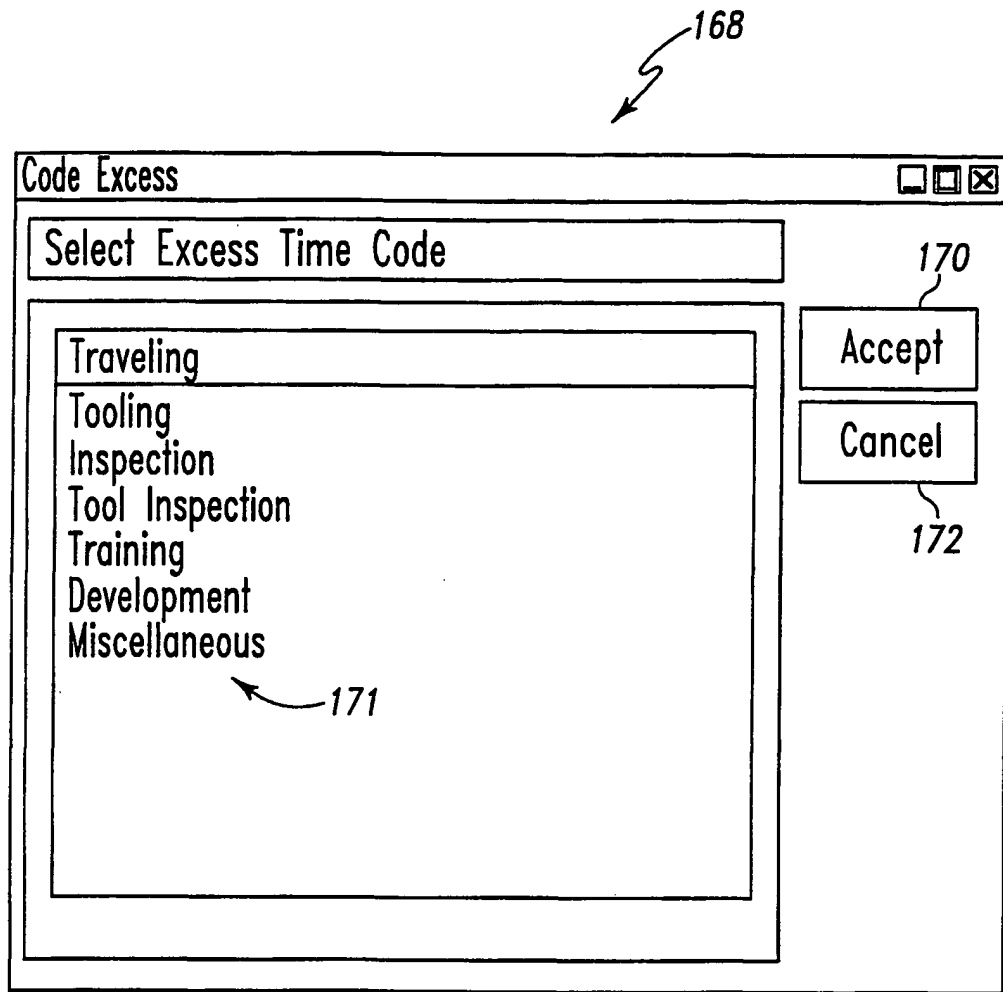 168
Code Excess
Select Excess Time Code
170
Traveling
Accept
Tooling
Cancel
Inspection
Tool Inspection
172
Training
Development
Miscellaneous
171